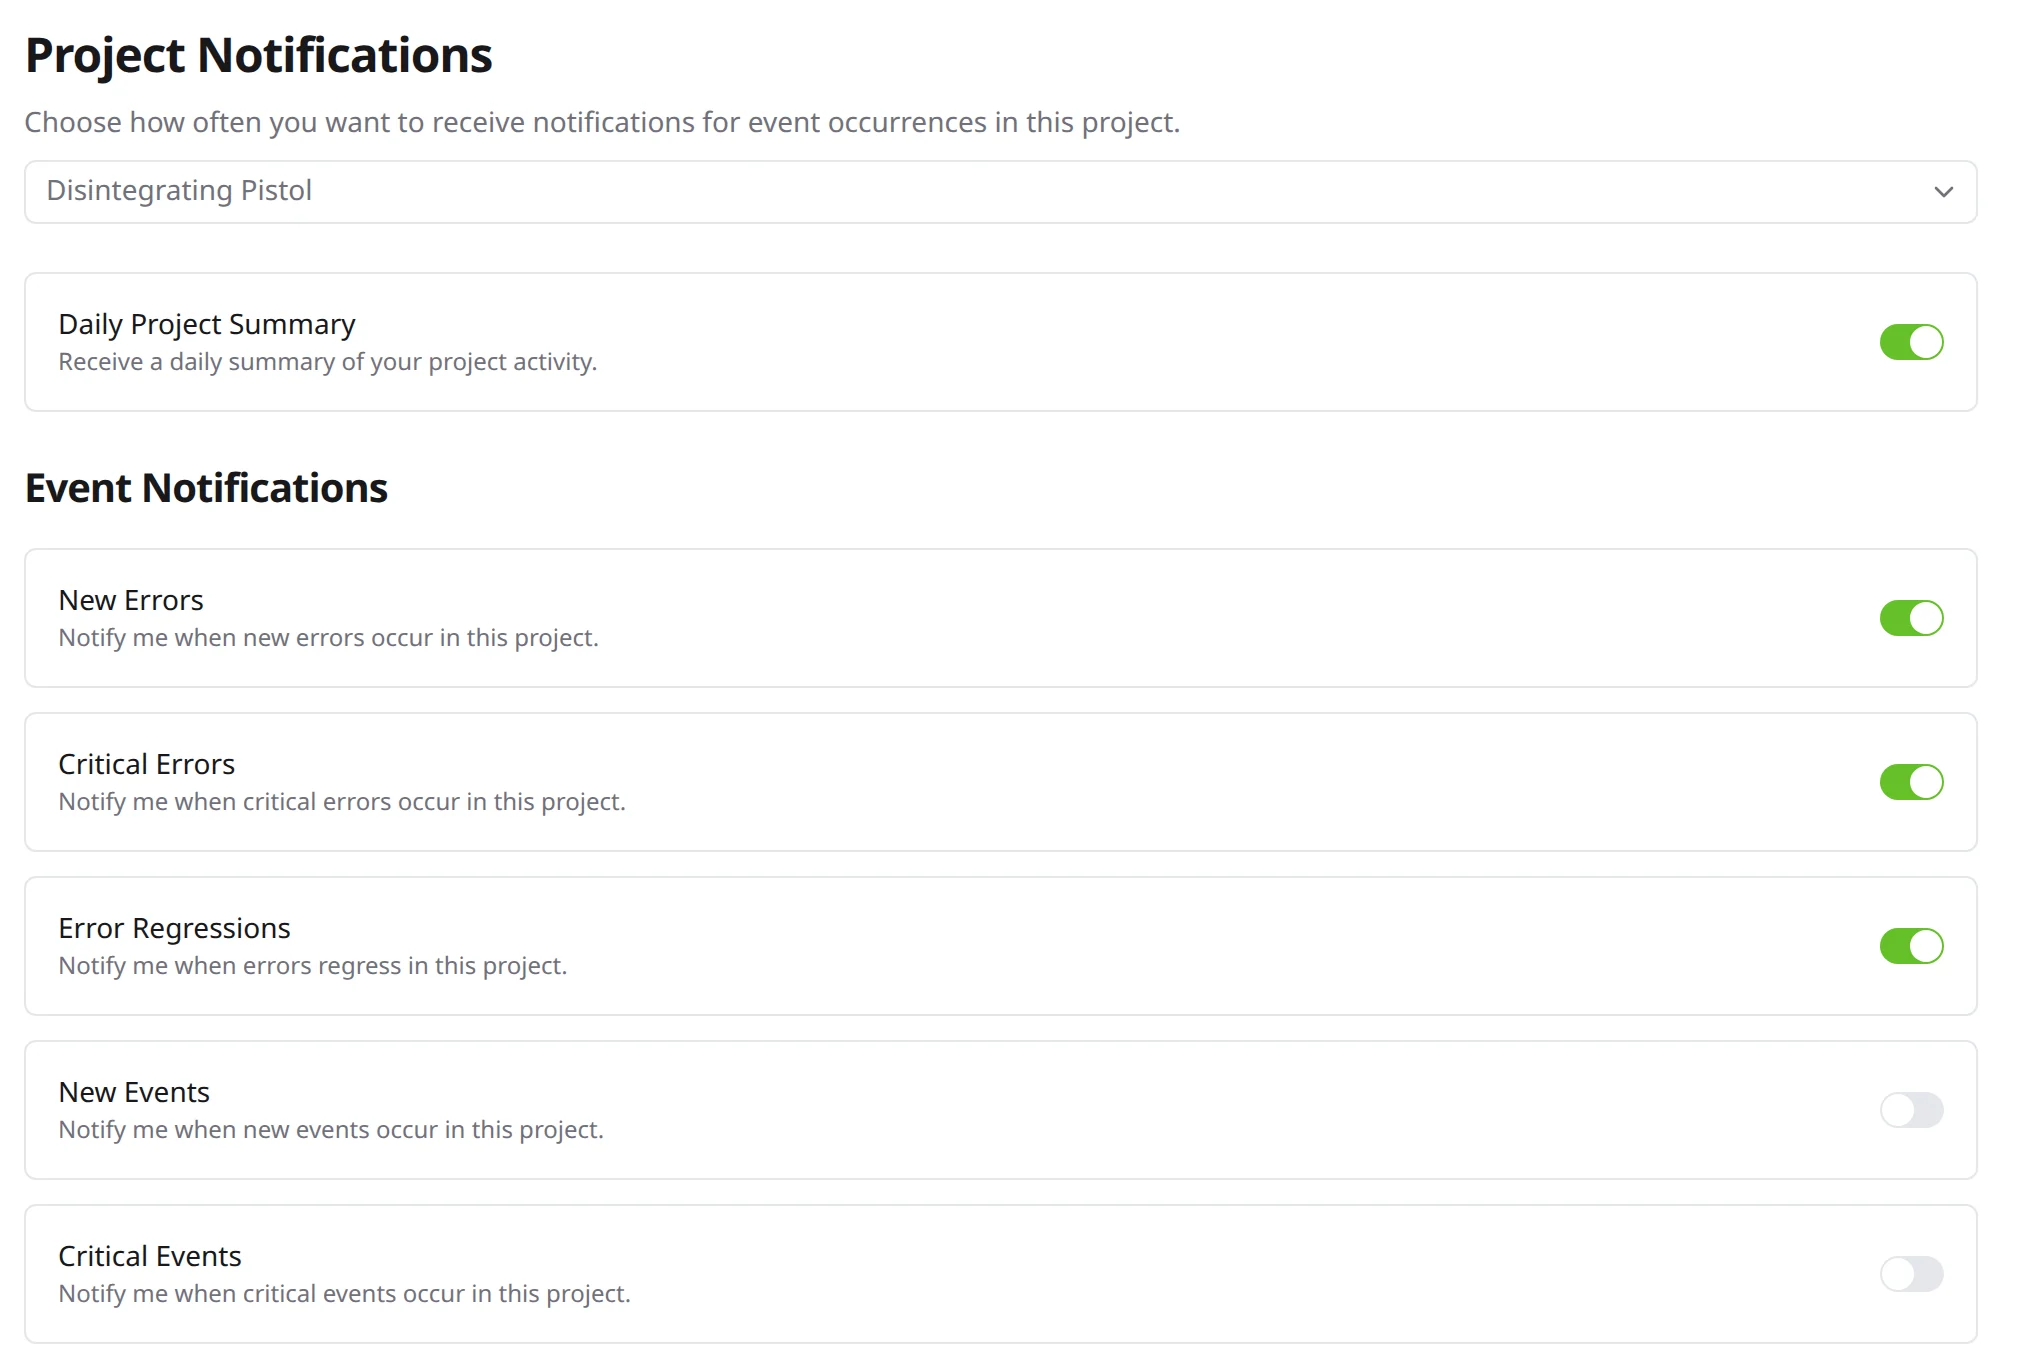 Project Notifications
Choose how often you want to receive notifications for event occurrences in this project.
Disintegrating Pistol
Daily Project Summary
Receive a daily summary of your project activity.
Event Notifications
New Errors
Notify me when new errors occur in this project.
Critical Errors
Notify me when critical errors occur in this project.
Error Regressions
Notify me when errors regress in this project.
New Events
Notify me when new events occur in this project.
Critical Events
Notify me when critical events occur in this project.